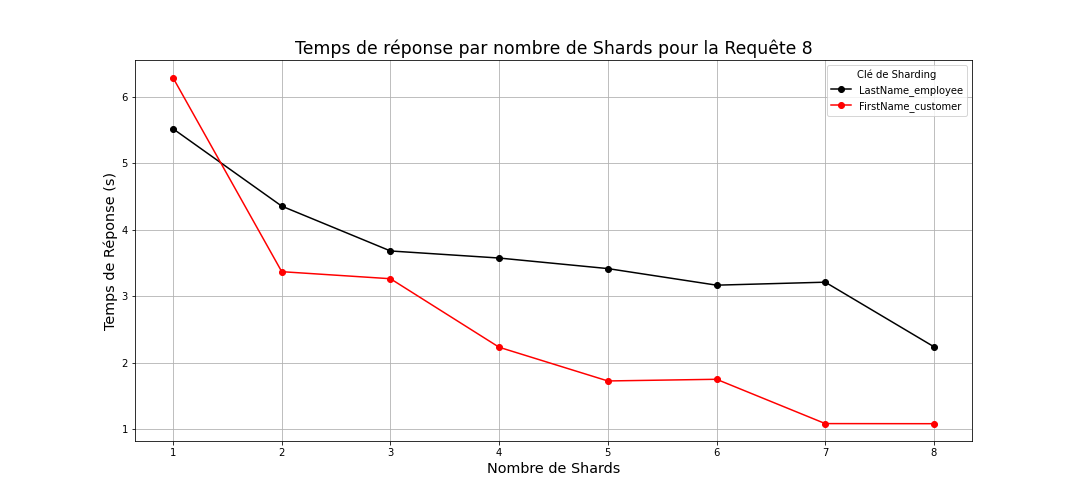 Temps de réponse par nombre de Shards pour la Requête 8
Clé de Sharding
LastName_employee
FirstName_customer
Temps de Réponse (s)
6
5
4
3
2
1
1 2 3 4 5 6 7 8
Nombre de Shards